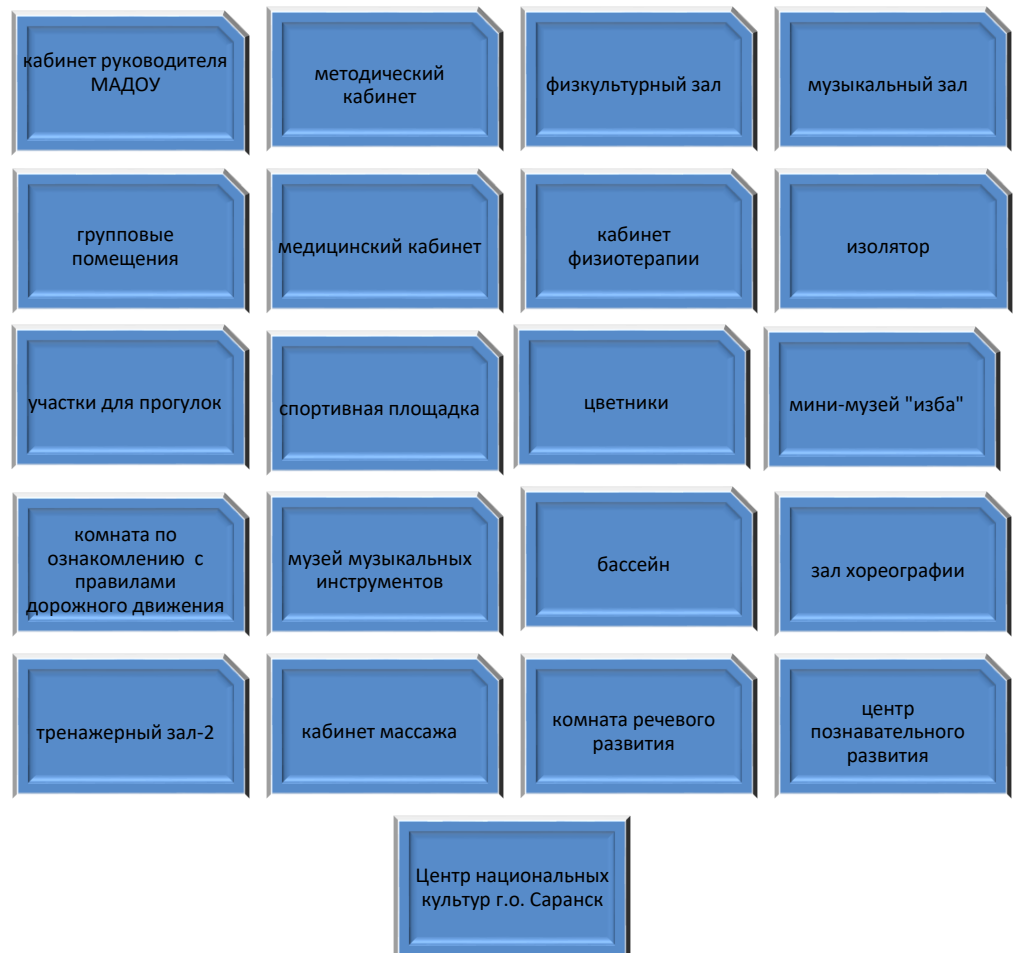 кабинет руководителя
МАДОУ
методический
кабинет
физкультурный зал
музыкальный зал
групповые
помещения
медицинский кабинет
кабинет
физиотерапии
изолятор
участки для прогулок
спортивная площадка
цветники
мини-музей "изба"
комната по
ознакомлению с
правилами
дорожного движения
музей музыкальных
инструментов
бассейн
зал хореографии
тренажерный зал-2
кабинет массажа
комната речевого
развития
центр
познавательного
развития
Центр национальных
культур г.о. Саранск